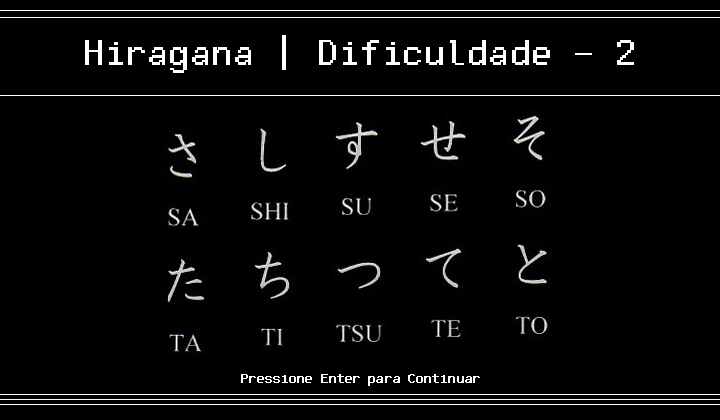 Hiragana | Dificuldade - 2
さ し す せ そ
SA SHI SU SE SO
た ち つ て と
TA TI TSU TE TO
Pressione Enter para Continuar